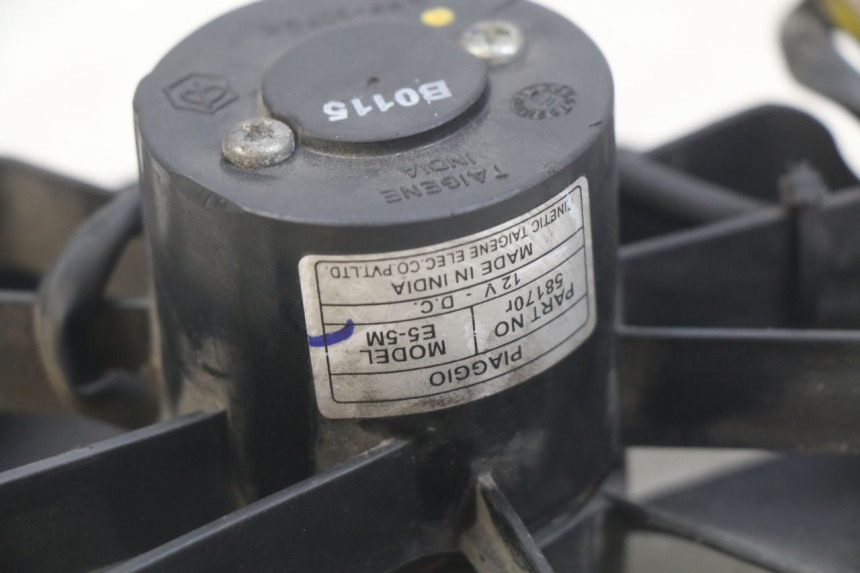 PIAGGIO
PART NO MODEL
58170r E5-5M
12 V - D.C.
MADE IN INDIA
KINETIC TAIGENE ELEC.CO.PVT.LTD.
TAIGENE
INDIA
B0115